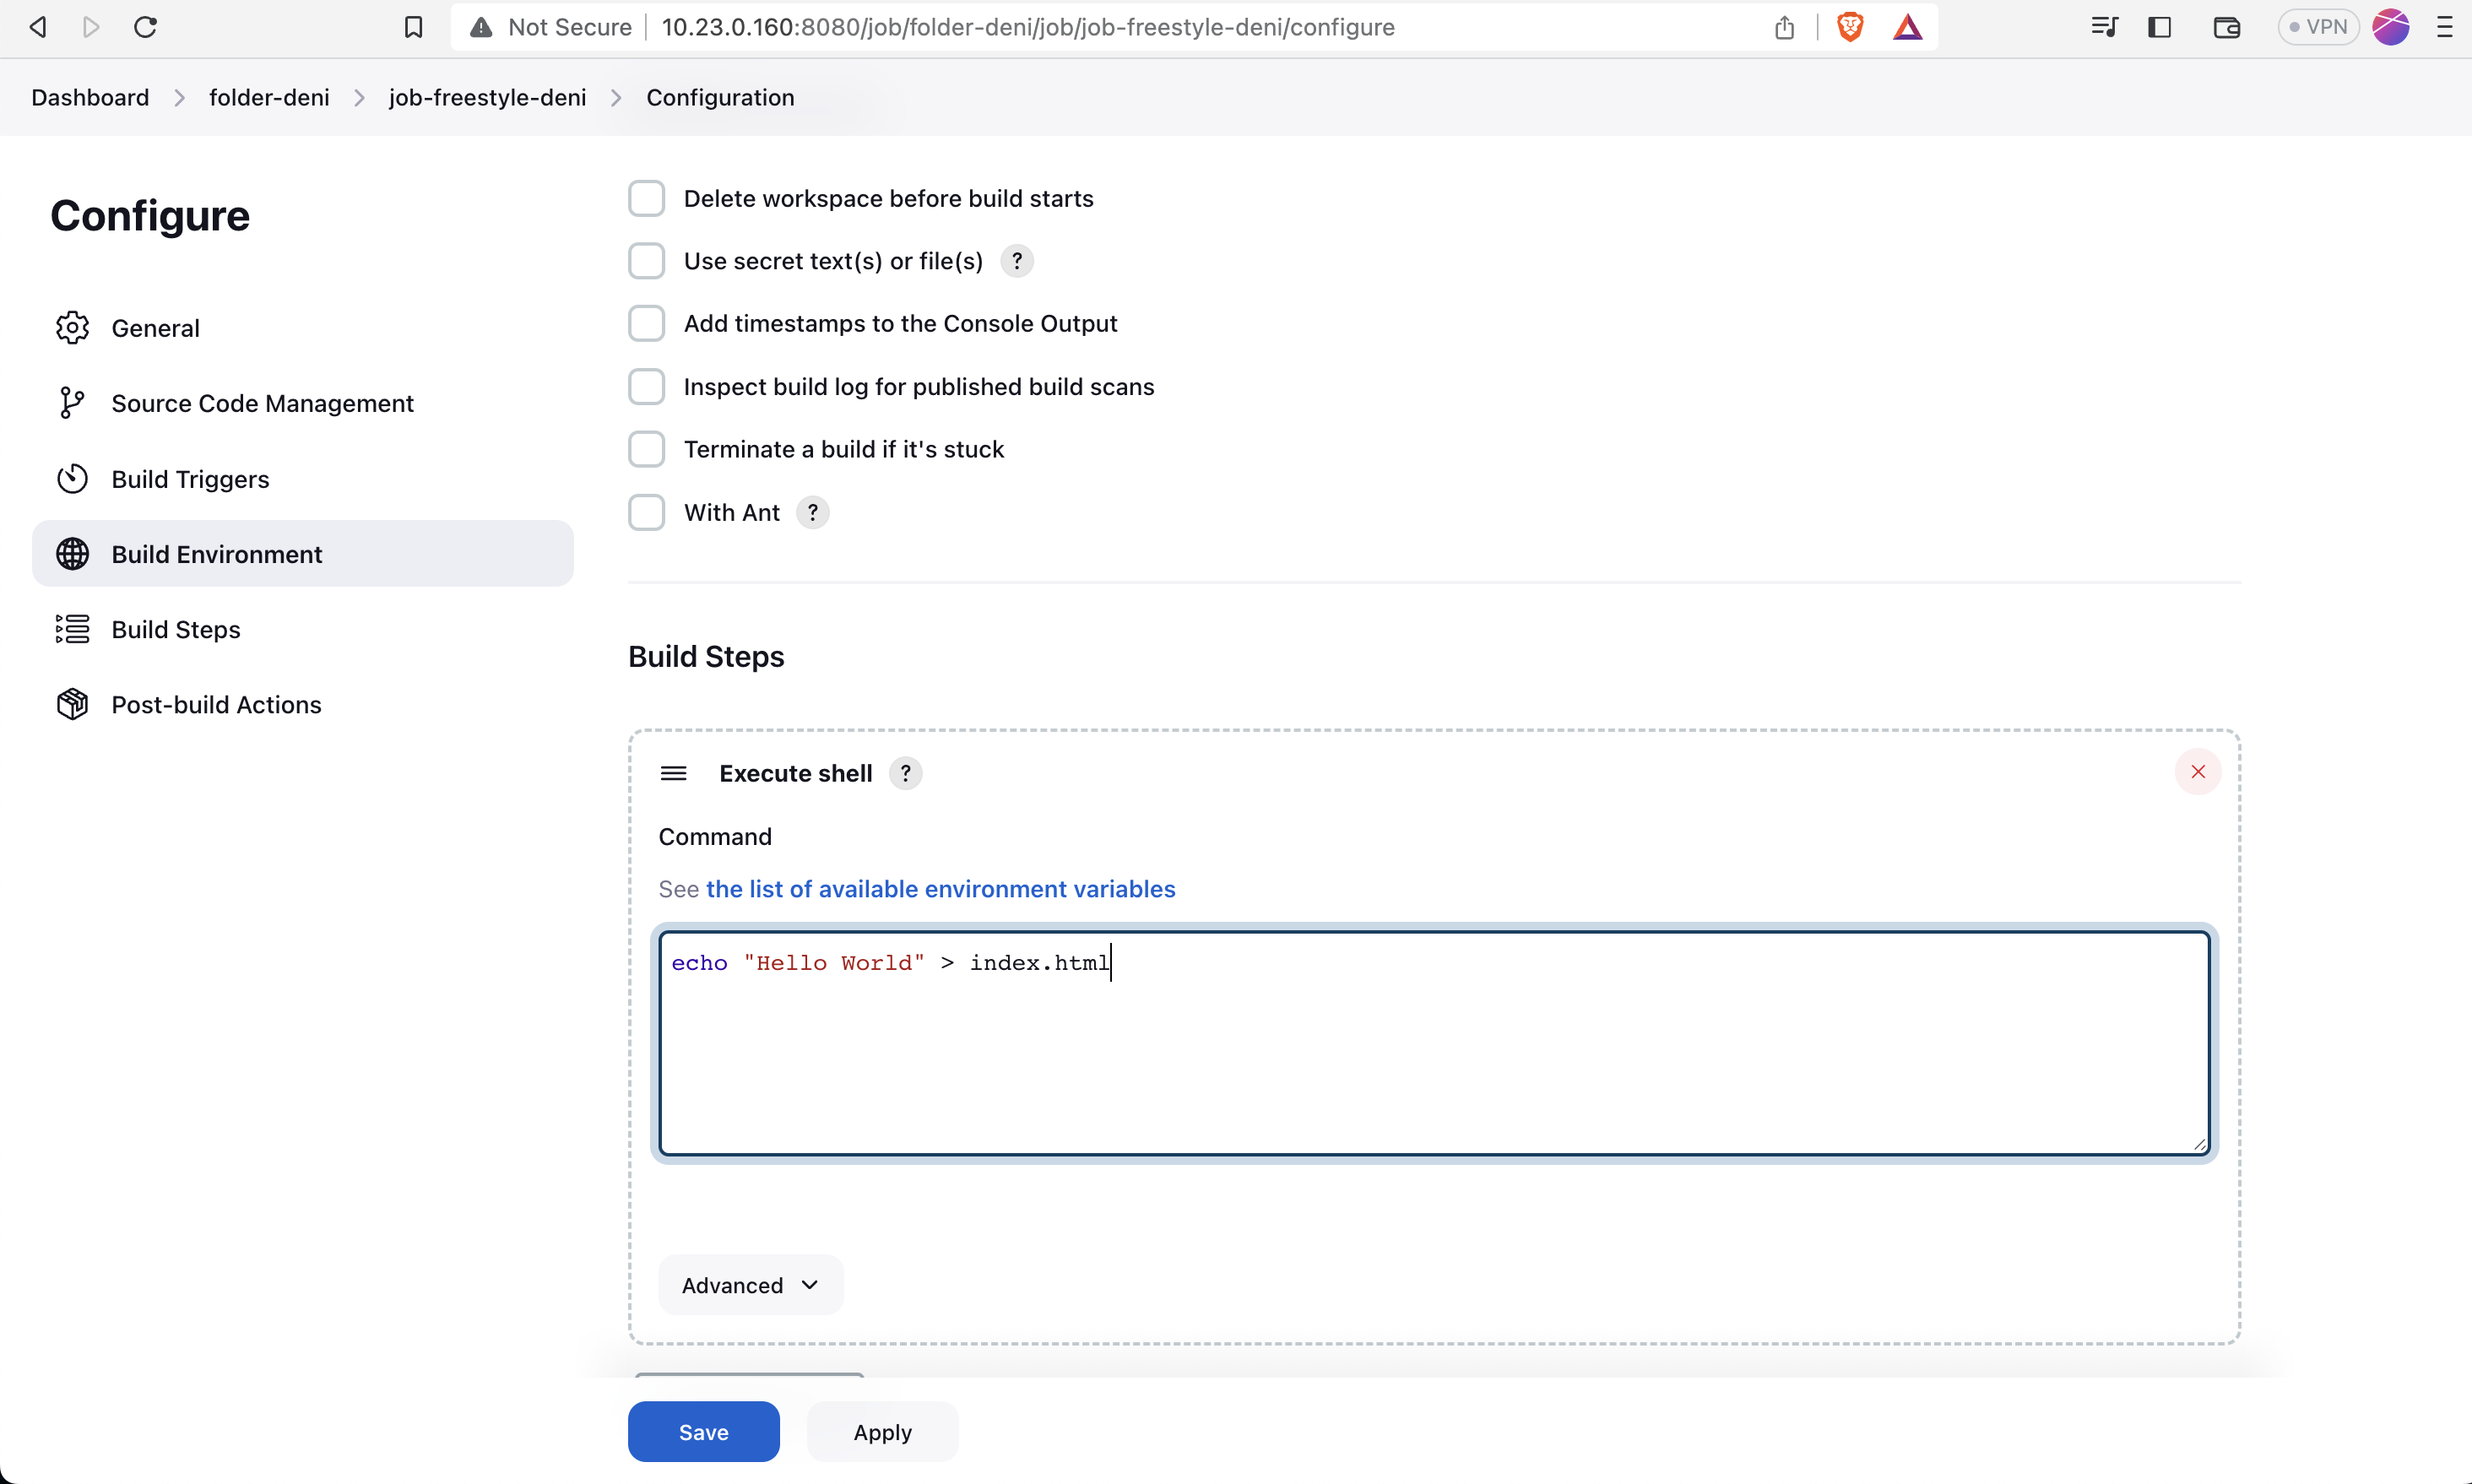 Not Secure
10.23.0.160:8080/job/folder-deni/job/job-freestyle-deni/configure
VPN
Dashboard > folder-deni > job-freestyle-deni > Configuration
Configure
General
Source Code Management
Build Triggers
Build Environment
Build Steps
Post-build Actions
Delete workspace before build starts
Use secret text(s) or file(s) ?
Add timestamps to the Console Output
Inspect build log for published build scans
Terminate a build if it's stuck
With Ant ?
Build Steps
Execute shell ?
Command
See the list of available environment variables
echo "Hello World" > index.html
Advanced
Save
Apply